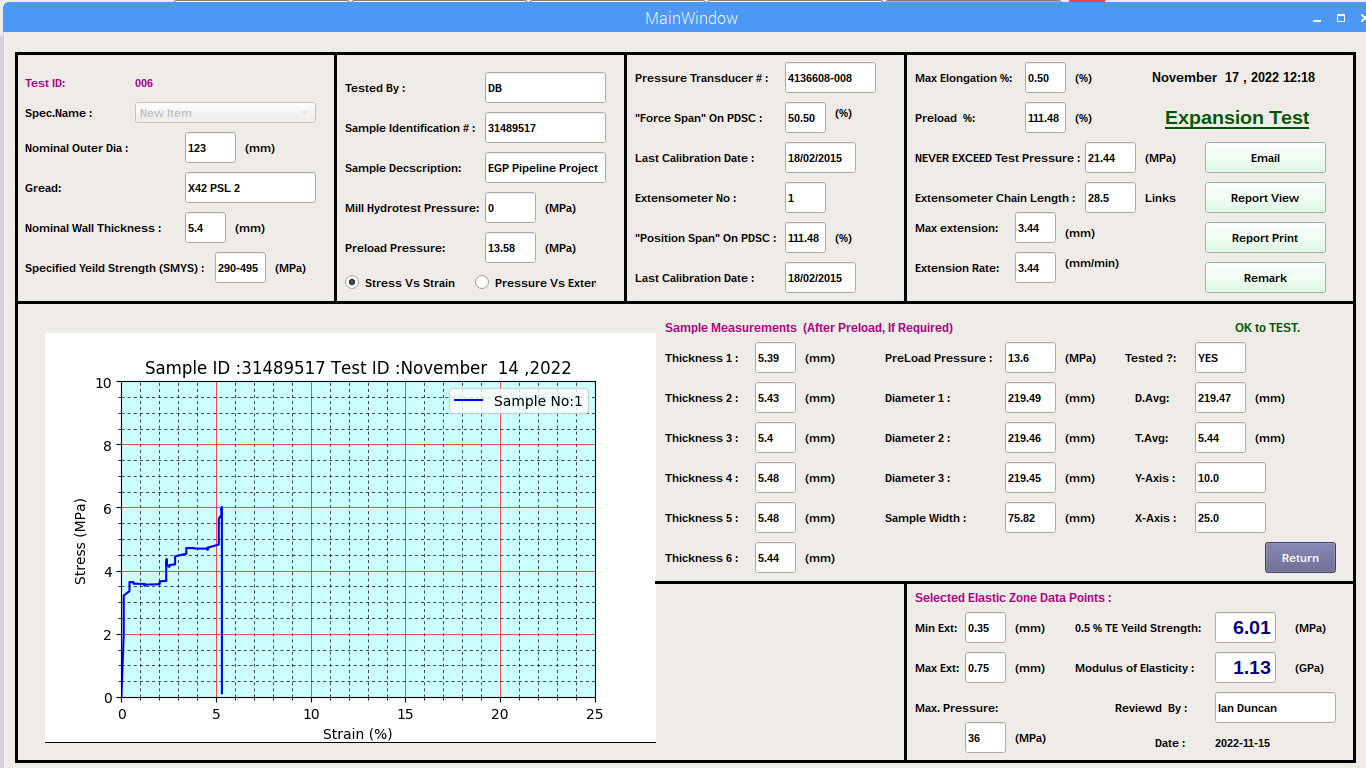 MainWindow
Test ID: 006
Spec.Name : New Item
Nominal Outer Dia : 123 (mm)
Gread: X42 PSL 2
Nominal Wall Thickness : 5.4 (mm)
Specified Yeild Strength (SMYS) : 290-495 (MPa)
Tested By : DB
Sample Identification # : 31489517
Sample Decscription: EGP Pipeline Project
Mill Hydrotest Pressure: 0 (MPa)
Preload Pressure: 13.58 (MPa)
Stress Vs Strain Pressure Vs Exter
Pressure Transducer # : 4136608-008
"Force Span" On PDSC : 50.50 (%)
Last Calibration Date : 18/02/2015
Extensometer No : 1
"Position Span" On PDSC : 111.48 (%)
Last Calibration Date : 18/02/2015
Max Elongation %: 0.50 (%)
Preload %: 111.48 (%)
NEVER EXCEED Test Pressure : 21.44 (MPa)
Extensometer Chain Length : 28.5 Links
Max extension: 3.44 (mm)
Extension Rate: 3.44 (mm/min)
November 17 , 2022 12:18
Expansion Test
Email
Report View
Report Print
Remark
Sample ID :31489517 Test ID :November 14 ,2022
Sample No:1
10
8
6
4
2
0
Stress (MPa)
0 5 10 15 20 25
Strain (%)
Sample Measurements (After Preload, If Required)
OK to TEST.
Thickness 1 : 5.39 (mm) PreLoad Pressure : 13.6 (MPa) Tested ?: YES
Thickness 2 : 5.43 (mm) Diameter 1 : 219.49 (mm) D.Avg: 219.47 (mm)
Thickness 3 : 5.4 (mm) Diameter 2 : 219.46 (mm) T.Avg: 5.44 (mm)
Thickness 4 : 5.48 (mm) Diameter 3 : 219.45 (mm) Y-Axis : 10.0
Thickness 5 : 5.48 (mm) Sample Width : 75.82 (mm) X-Axis : 25.0
Thickness 6 : 5.44 (mm)
Return
Selected Elastic Zone Data Points :
Min Ext: 0.35 (mm) 0.5 % TE Yeild Strength: 6.01 (MPa)
Max Ext: 0.75 (mm) Modulus of Elasticity : 1.13 (GPa)
Max. Pressure: Reviewd By : Ian Duncan
36 (MPa) Date : 2022-11-15